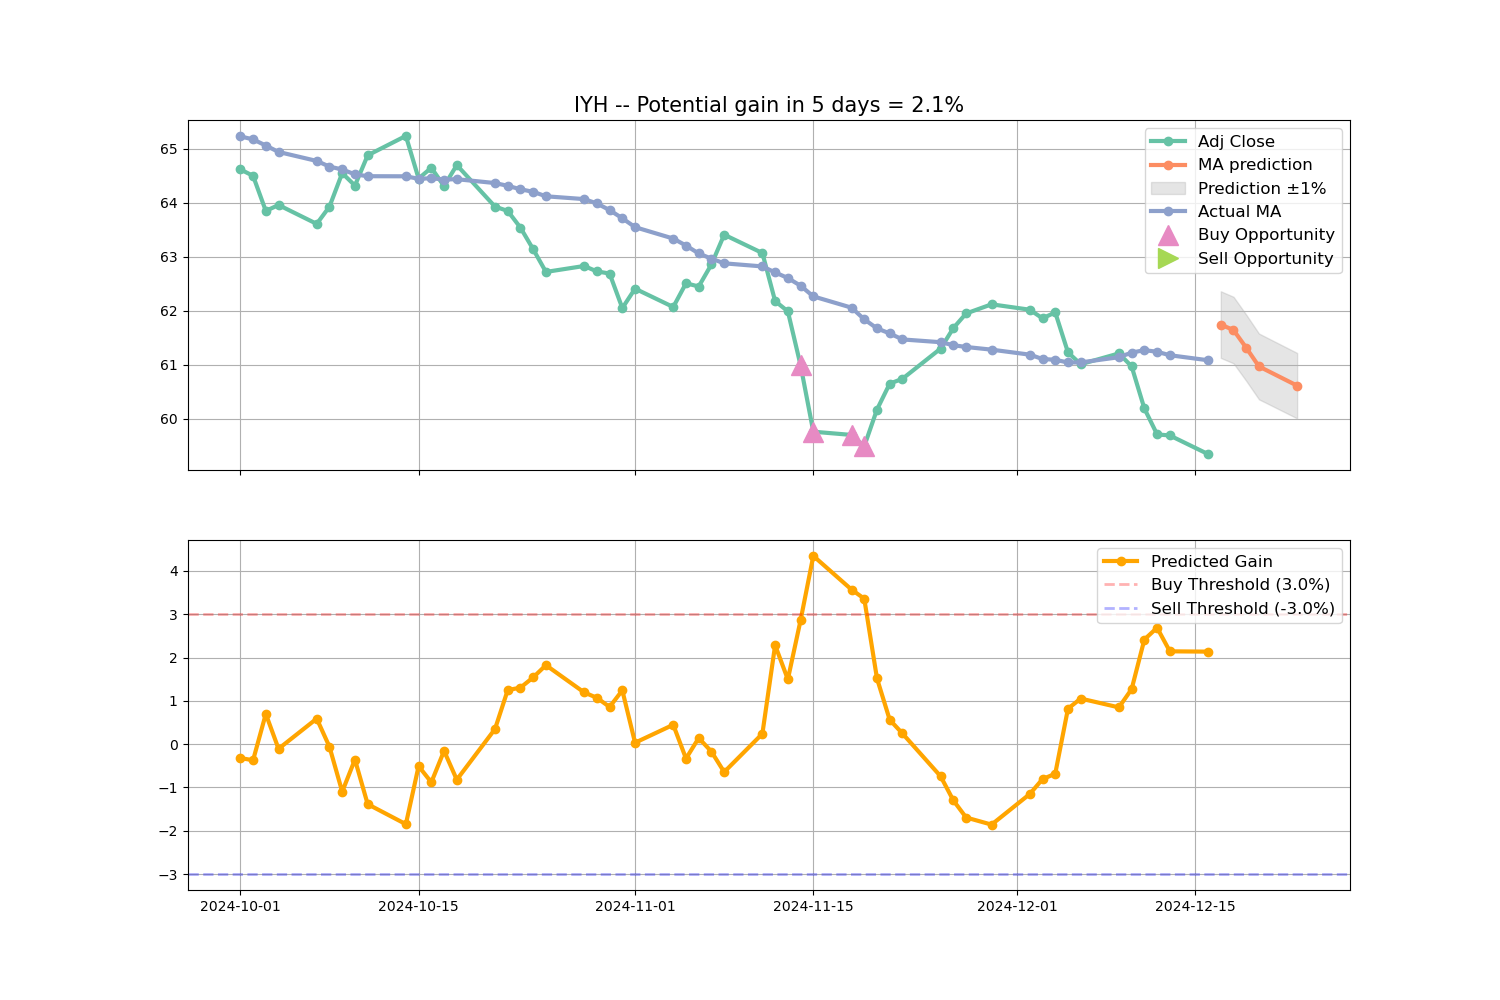 IYH -- Potential gain in 5 days = 2.1%
65
64
63
62
61
60
Adj Close
MA prediction
Prediction ±1%
Actual MA
Buy Opportunity
Sell Opportunity
4
3
2
1
0
−1
−2
−3
Predicted Gain
Buy Threshold (3.0%)
Sell Threshold (-3.0%)
2024-10-01
2024-10-15
2024-11-01
2024-11-15
2024-12-01
2024-12-15